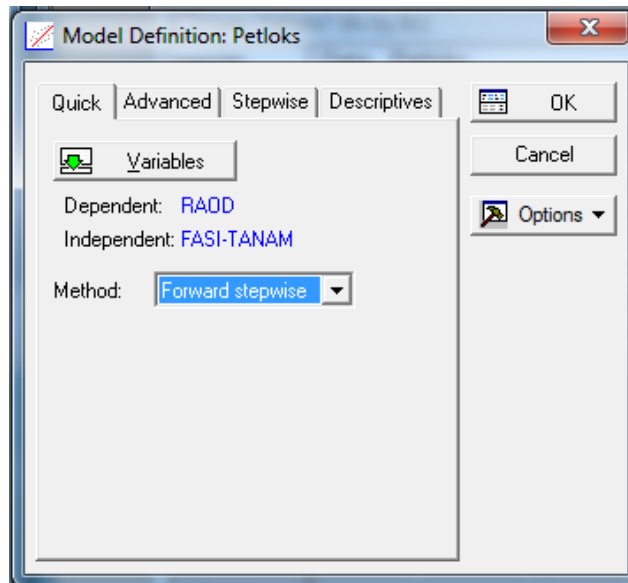 Model Definition: Petloks
Quick Advanced Stepwise Descriptives
OK
Variables
Cancel
Dependent: RAOD
Options
Independent: FASI-TANAM
Method: Forward stepwise